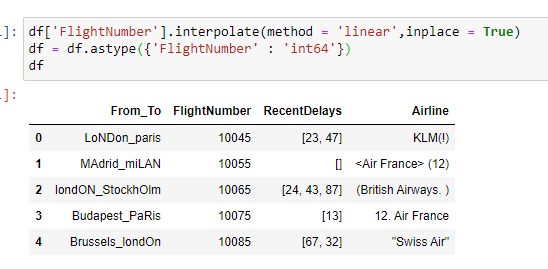 ]: df['FlightNumber'].interpolate(method = 'linear',inplace = True)
df = df.astype({'FlightNumber' : 'int64'})
df
]:
From_To FlightNumber RecentDelays Airline
0 LoNDon_paris 10045 [23, 47] KLM(!)
1 MAdrid_miLAN 10055 [] <Air France> (12)
2 londON_StockhOlm 10065 [24, 43, 87] (British Airways. )
3 Budapest_PaRis 10075 [13] 12. Air France
4 Brussels_londOn 10085 [67, 32] "Swiss Air"